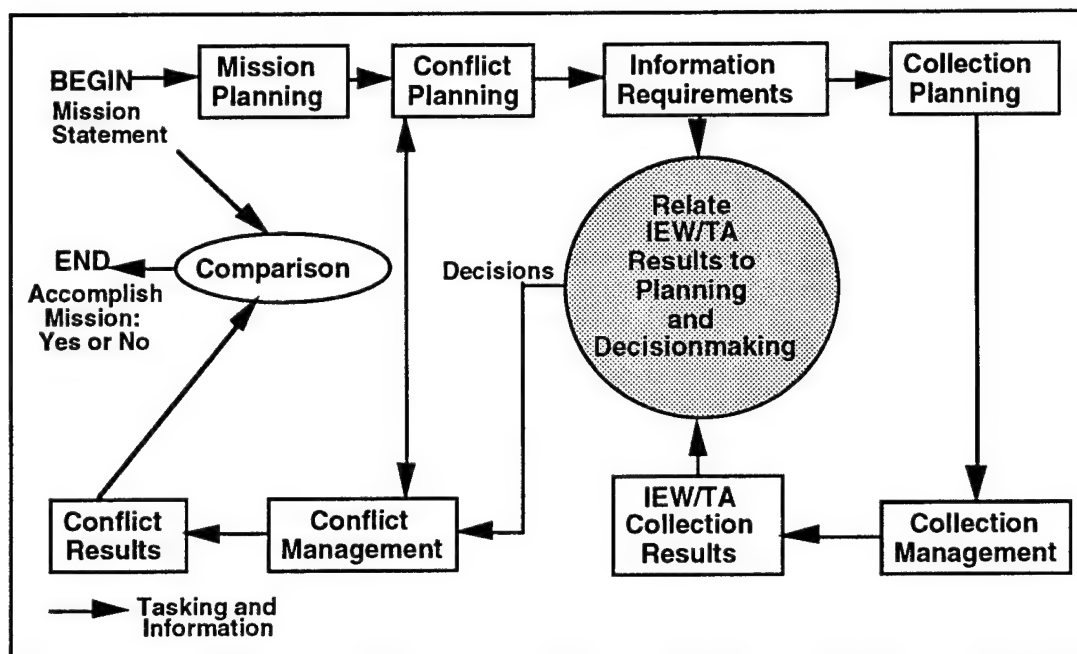 BEGIN
Mission
Statement
Mission
Planning
Conflict
Planning
Information
Requirements
Collection
Planning
Relate
IEW/TA
Results to
Planning
and
Decisionmaking
Decisions
Comparison
END
Accomplish
Mission:
Yes or No
Conflict
Results
Conflict
Management
IEW/TA
Collection
Results
Collection
Management
Tasking and
Information